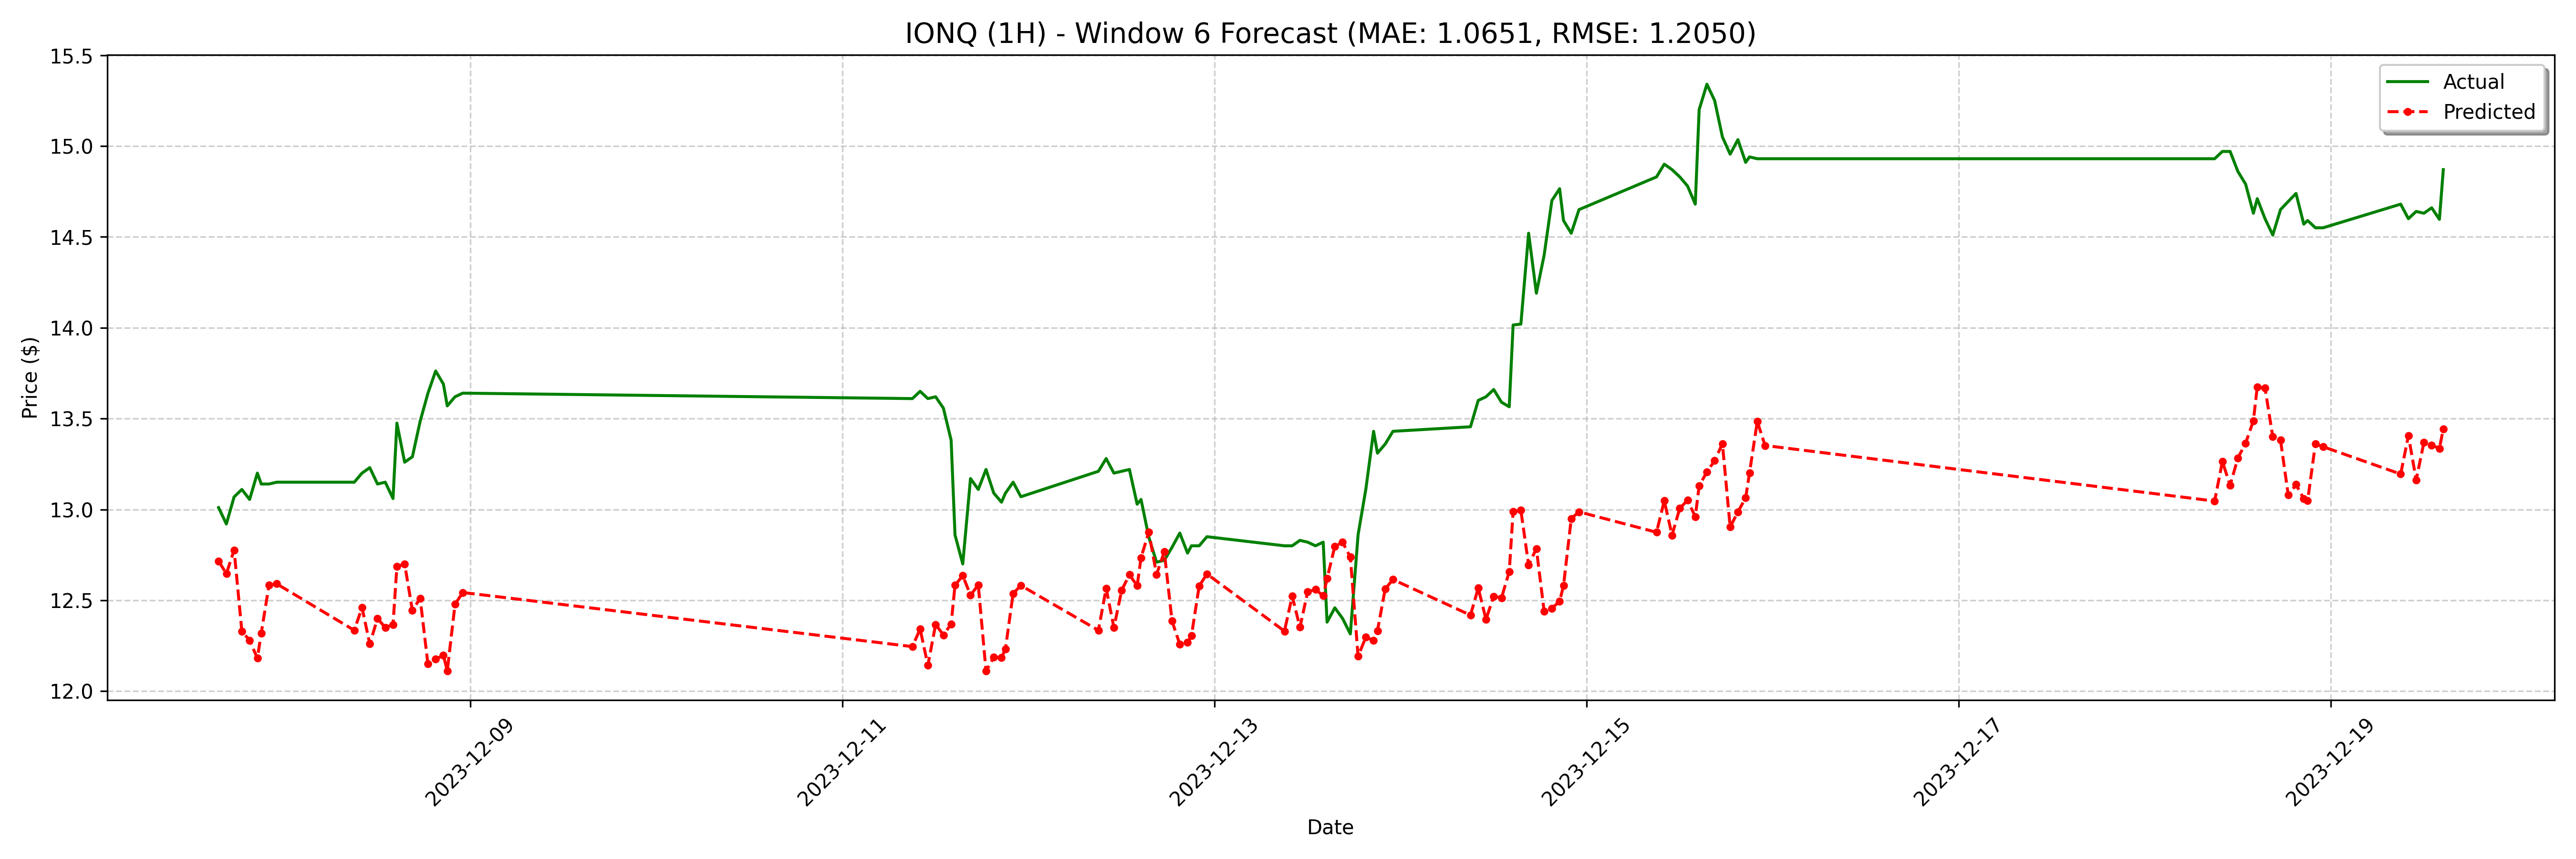 IONQ (1H) - Window 6 Forecast (MAE: 1.0651, RMSE: 1.2050)
Actual
Predicted
Price ($)
15.5
15.0
14.5
14.0
13.5
13.0
12.5
12.0
2023-12-09
2023-12-11
2023-12-13
2023-12-15
2023-12-17
2023-12-19
Date